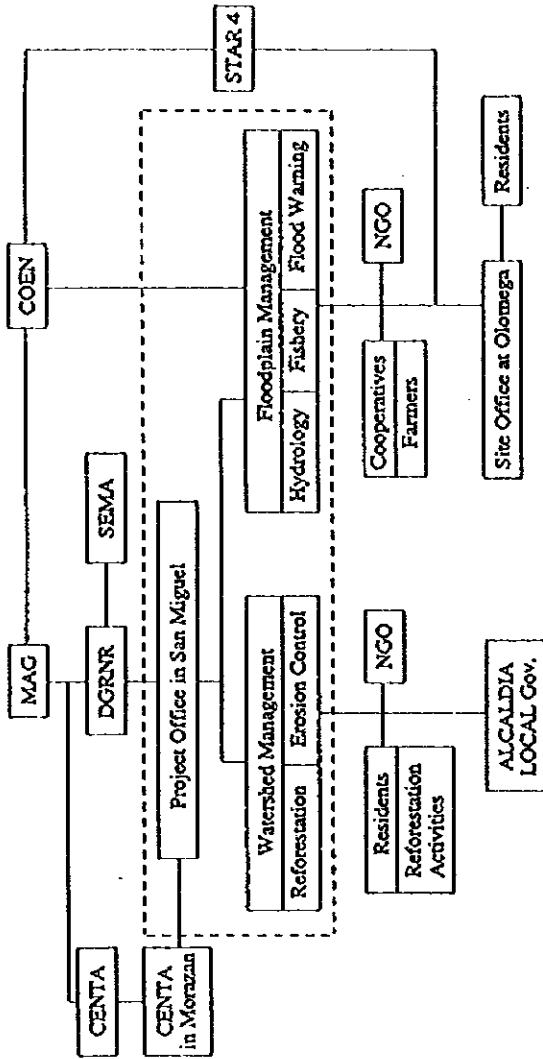 MAG
COEN
CENTA
DGRNR
SEMA
STAR 4
CENTA
in Morazan
Project Office in San Miguel
Watershed Management
Reforestation
Erosion Control
Floodplain Management
Hydrology
Fishery
Flood Warning
Residents
Reforestation
Activities
NGO
Cooperatives
Farmers
NGO
ALCALDIA
LOCAL Gov.
Site Office at Olomega
Residents